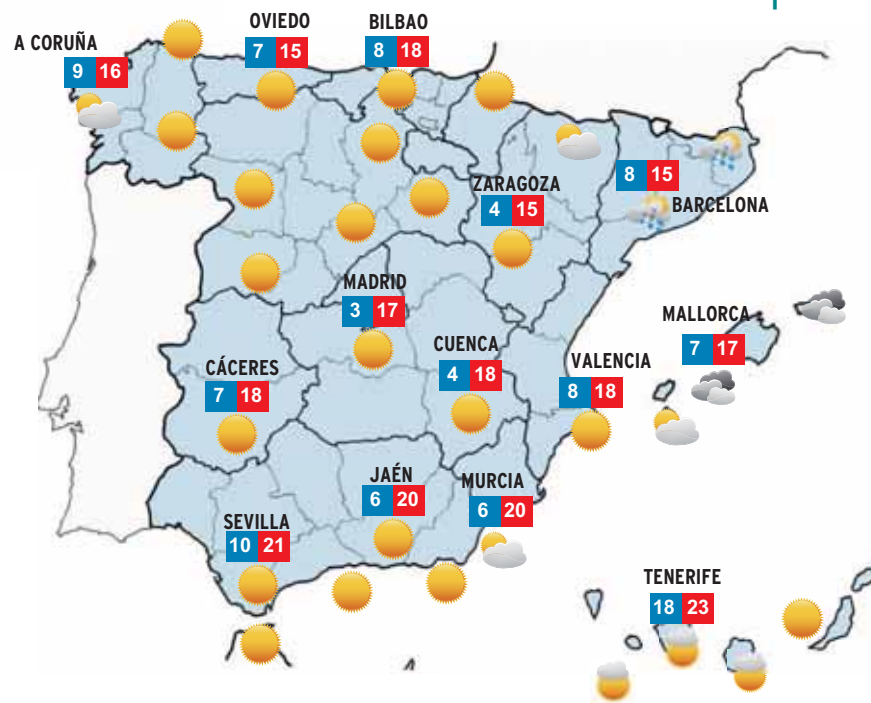 OVIEDO
7 15
BILBAO
8 18
A CORUÑA
9 16
ZARAGOZA
4 15
8 15
BARCELONA
MADRID
3 17
MALLORCA
7 17
CUENCA
4 18
VALENCIA
8 18
CÁCERES
7 18
JAÉN
6 20
MURCIA
6 20
SEVILLA
10 21
TENERIFE
18 23